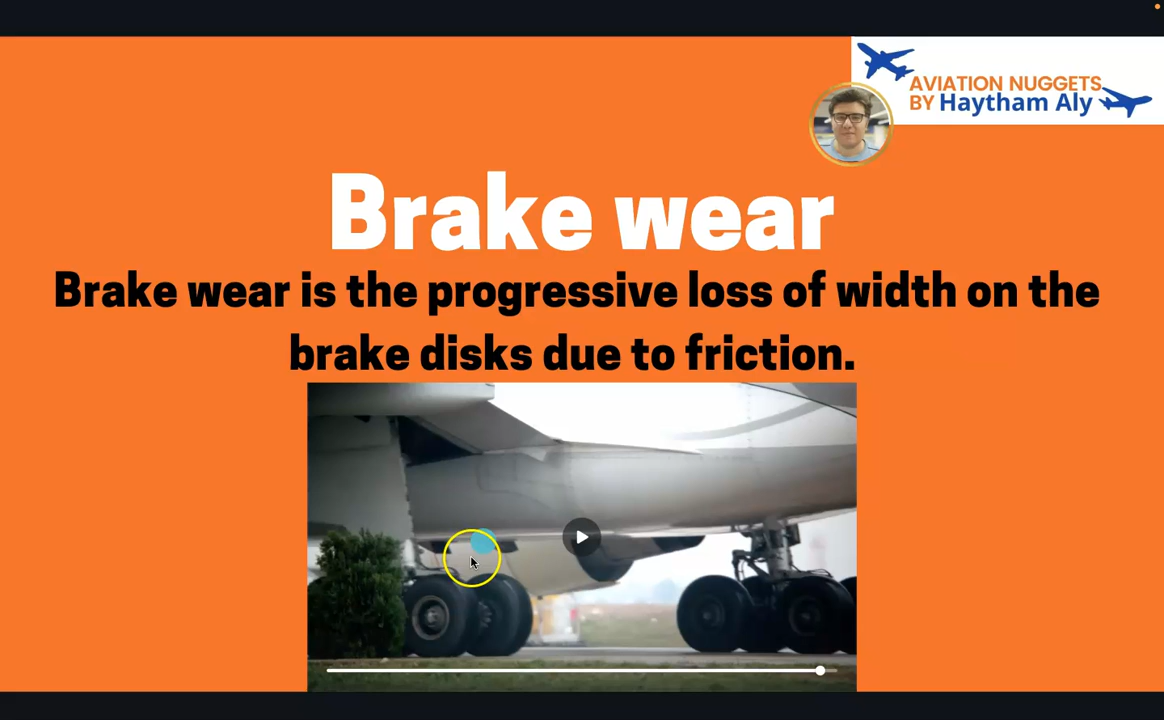 AVIATION NUGGETS
BY Haytham Aly
Brake wear
Brake wear is the progressive loss of width on the
brake disks due to friction.